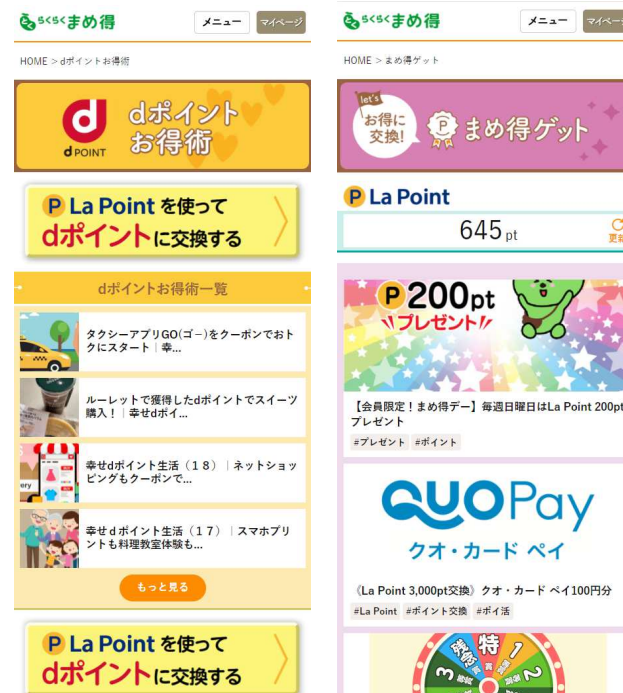 らくらくまめ得
メニュー
マイページ
HOME > dポイントお得術
d POINT
dポイント
お得術
P La Point を使って
dポイントに交換する
dポイントお得術一覧
タクシーアプリGO(ゴー)をクーポンでおト
クにスタート｜幸...
ルーレットで獲得したdポイントでスイーツ
購入！｜幸せdポイ...
幸せdポイント生活（１８）｜ネットショッ
ピングもクーポンで...
幸せｄポイント生活（１７）｜スマホプリ
ントも料理教室体験も...
もっと見る
P La Point を使って
dポイントに交換する
らくらくまめ得
メニュー
マイページ
HOME > まめ得ゲット
let's
お得に
交換!
P まめ得ゲット
P La Point
645 pt
更新
P 200pt
プレゼント
【会員限定！まめ得デー】毎週日曜日はLa Point 200pt
プレゼント
#プレゼント #ポイント
QUOPay
クオ・カード ペイ
《La Point 3,000pt交換》クオ・カード ペイ100円分
#La Point #ポイント交換 #ポイ活
特賞
1
2
3
残念賞